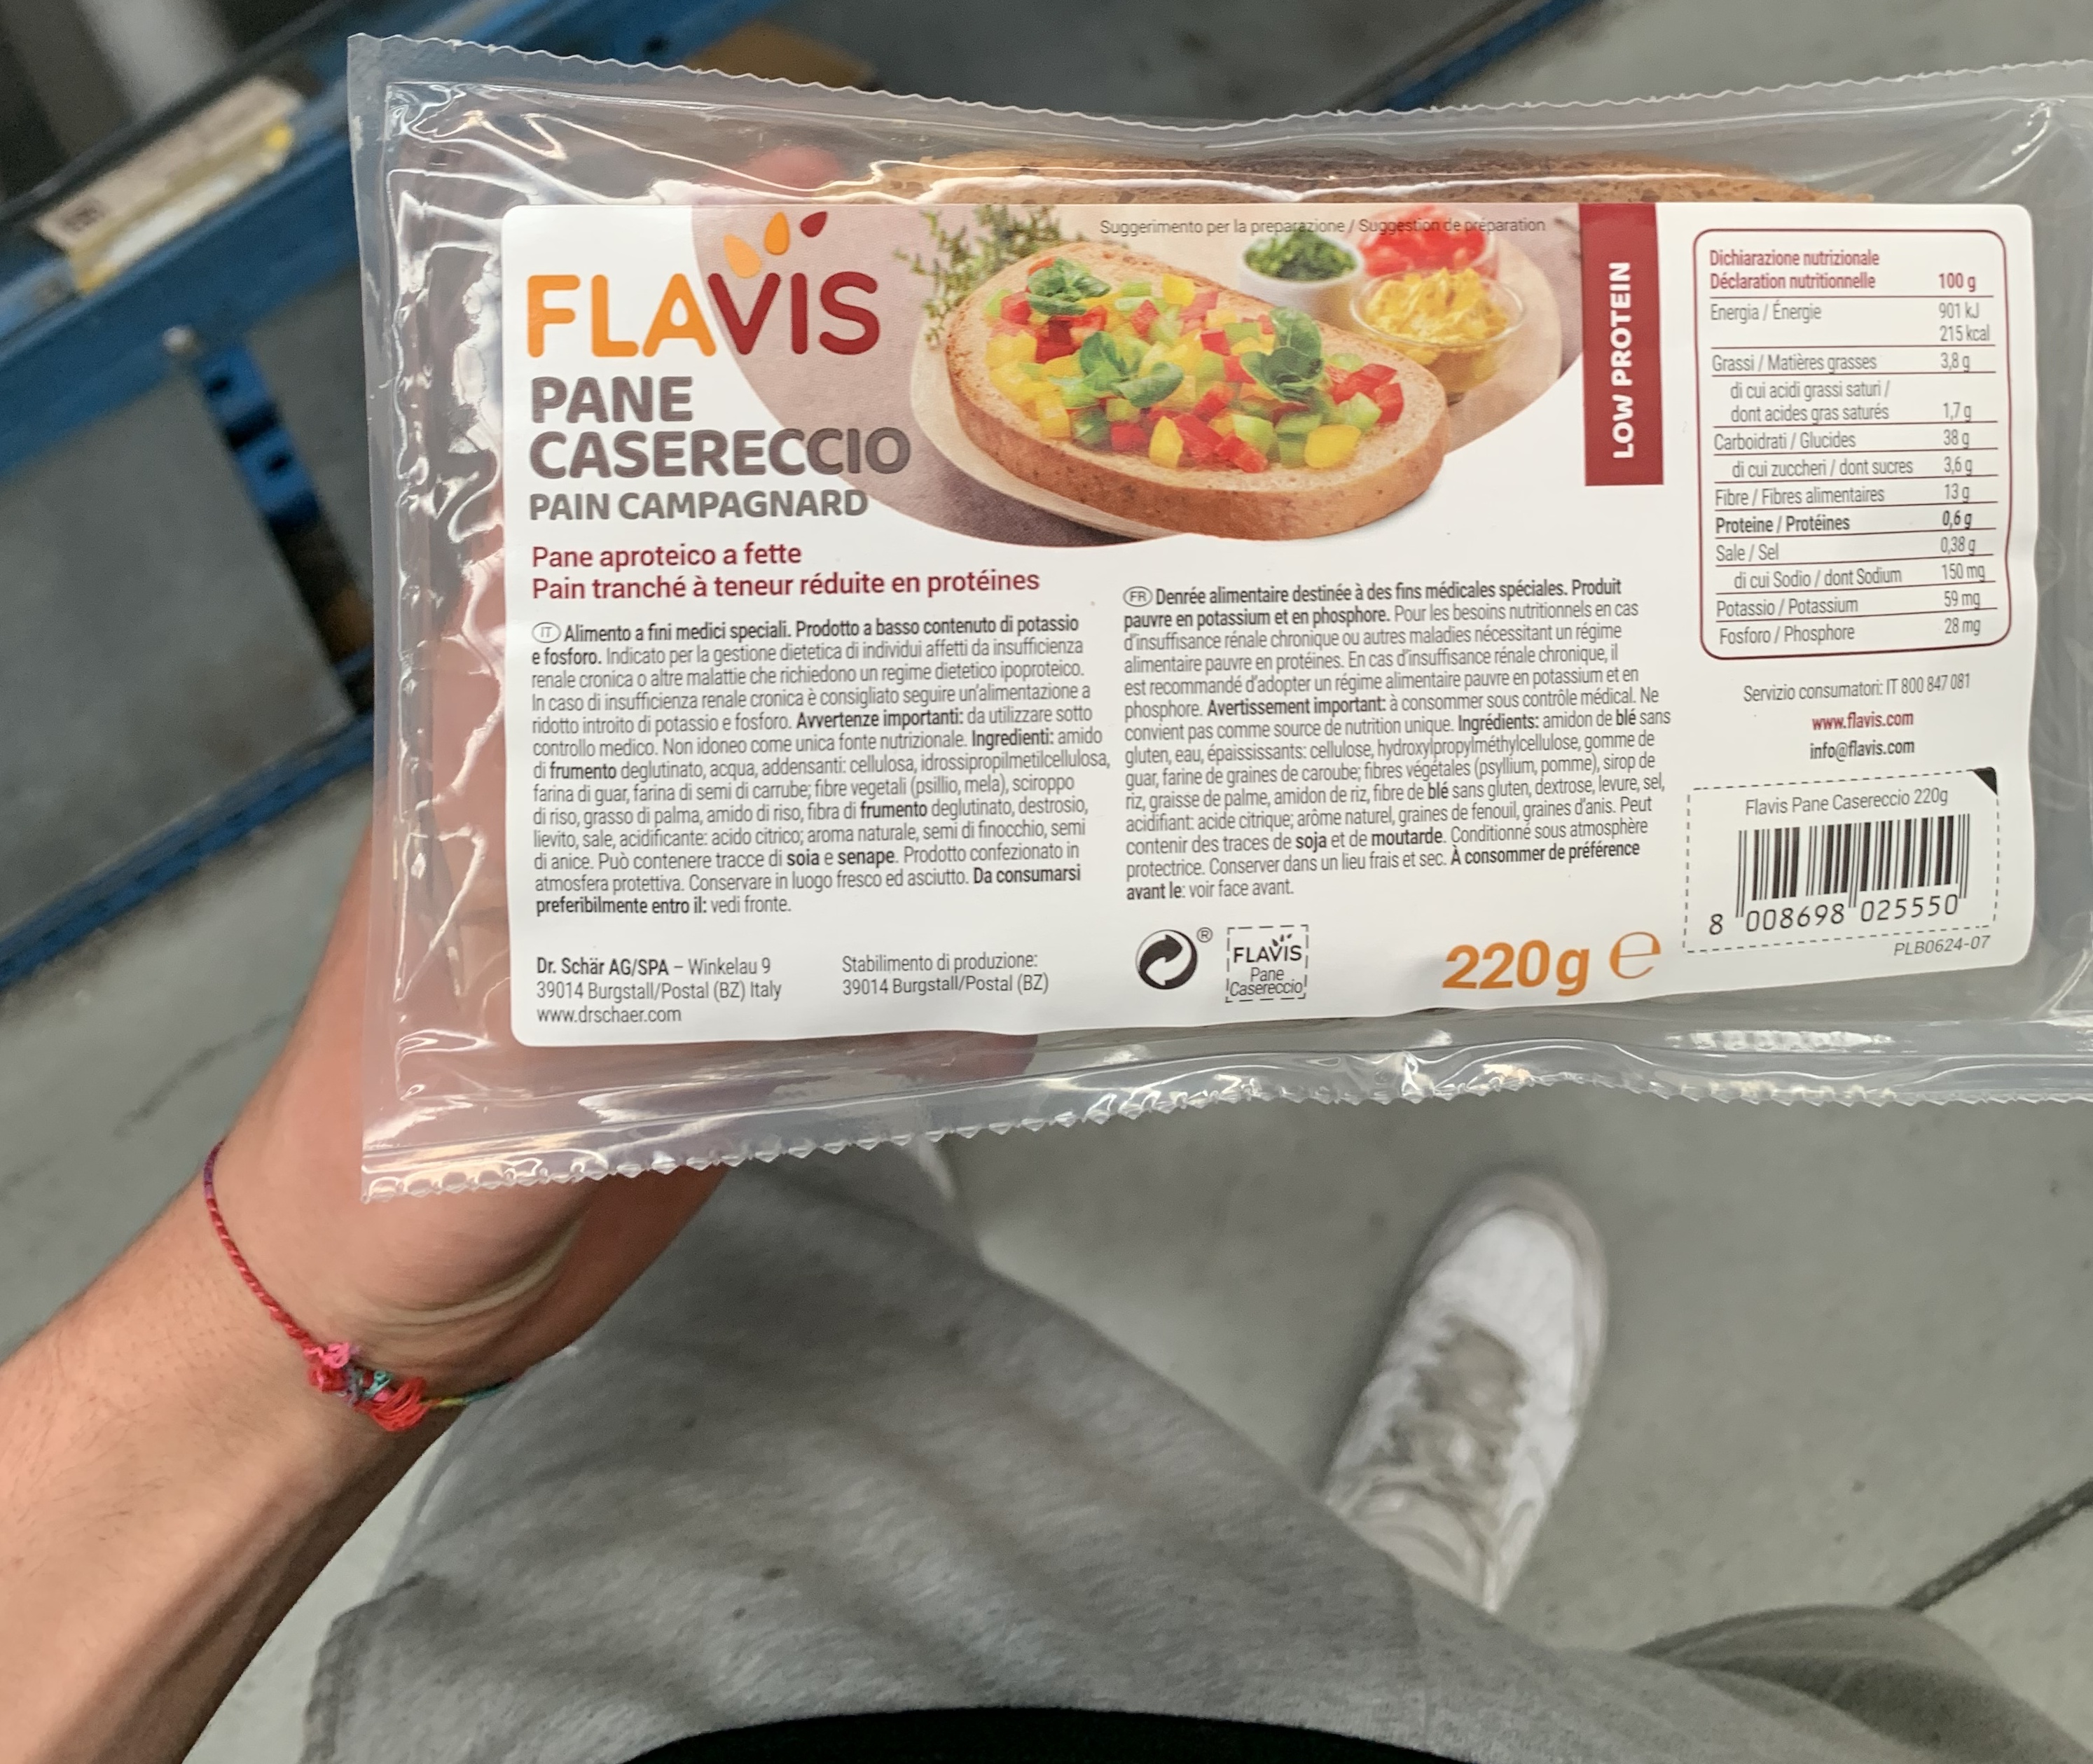 Suggerimento per la preparazione / Suggestion de préparation
FLAVIS
PANE
CASERECCIO
PAIN CAMPAGNARD
Pane aproteico a fette
Pain tranché à teneur réduite en protéines
LOW PROTEIN
IT Alimento a fini medici speciali. Prodotto a basso contenuto di potassio
e fosforo. Indicato per la gestione dietetica di individui affetti da insufficienza
renale cronica o altre malattie che richiedono un regime dietetico ipoproteico.
In caso di insufficienza renale cronica è consigliato seguire un'alimentazione a
ridotto introito di potassio e fosforo. Avvertenze importanti: da utilizzare sotto
controllo medico. Non idoneo come unica fonte nutrizionale. Ingredienti: amido
di frumento deglutinato, acqua, addensanti: cellulosa, idrossipropilmetilcellulosa,
farina di guar, farina di semi di carrube; fibre vegetali (psillio, mela), sciroppo
di riso, grasso di palma, amido di riso, fibra di frumento deglutinato, destrosio,
lievito, sale, acidificante: acido citrico; aroma naturale, semi di finocchio, semi
di anice. Può contenere tracce di soia e senape. Prodotto confezionato in
atmosfera protettiva. Conservare in luogo fresco ed asciutto. Da consumarsi
preferibilmente entro il: vedi fronte.
FR Denrée alimentaire destinée à des fins médicales spéciales. Produit
pauvre en potassium et en phosphore. Pour les besoins nutritionnels en cas
d'insuffisance rénale chronique ou autres maladies nécessitant un régime
alimentaire pauvre en protéines. En cas d'insuffisance rénale chronique, il
est recommandé d'adopter un régime alimentaire pauvre en potassium et en
phosphore. Avertissement important: à consommer sous contrôle médical. Ne
convient pas comme source de nutrition unique. Ingrédients: amidon de blé sans
gluten, eau, épaississants: cellulose, hydroxylpropylméthylcellulose, gomme de
guar, farine de graines de caroube; fibres végétales (psyllium, pomme), sirop de
riz, graisse de palme, amidon de riz, fibre de blé sans gluten, dextrose, levure, sel,
acidifiant: acide citrique; arôme naturel, graines de fenouil, graines d'anis. Peut
contenir des traces de soja et de moutarde. Conditionné sous atmosphère
protectrice. Conserver dans un lieu frais et sec. À consommer de préférence
avant le: voir face avant.
Dr. Schär AG/SPA – Winkelau 9
39014 Burgstall/Postal (BZ) Italy
www.drschaer.com
Stabilimento di produzione:
39014 Burgstall/Postal (BZ)
®
FLAVIS
Pane
Casereccio
220g e
Dichiarazione nutrizionale
Déclaration nutritionnelle 100 g
Energia / Énergie 901 kJ
215 kcal
Grassi / Matières grasses 3,8 g
di cui acidi grassi saturi /
dont acides gras saturés 1,7 g
Carboidrati / Glucides 38 g
di cui zuccheri / dont sucres 3,6 g
Fibre / Fibres alimentaires 13 g
Proteine / Protéines 0,6 g
Sale / Sel 0,38 g
di cui Sodio / dont Sodium 150 mg
Potassio / Potassium 59 mg
Fosforo / Phosphore 28 mg
Servizio consumatori: IT 800 847 081
www.flavis.com
info@flavis.com
Flavis Pane Casereccio 220g
8 008698 025550
PLB0624-07